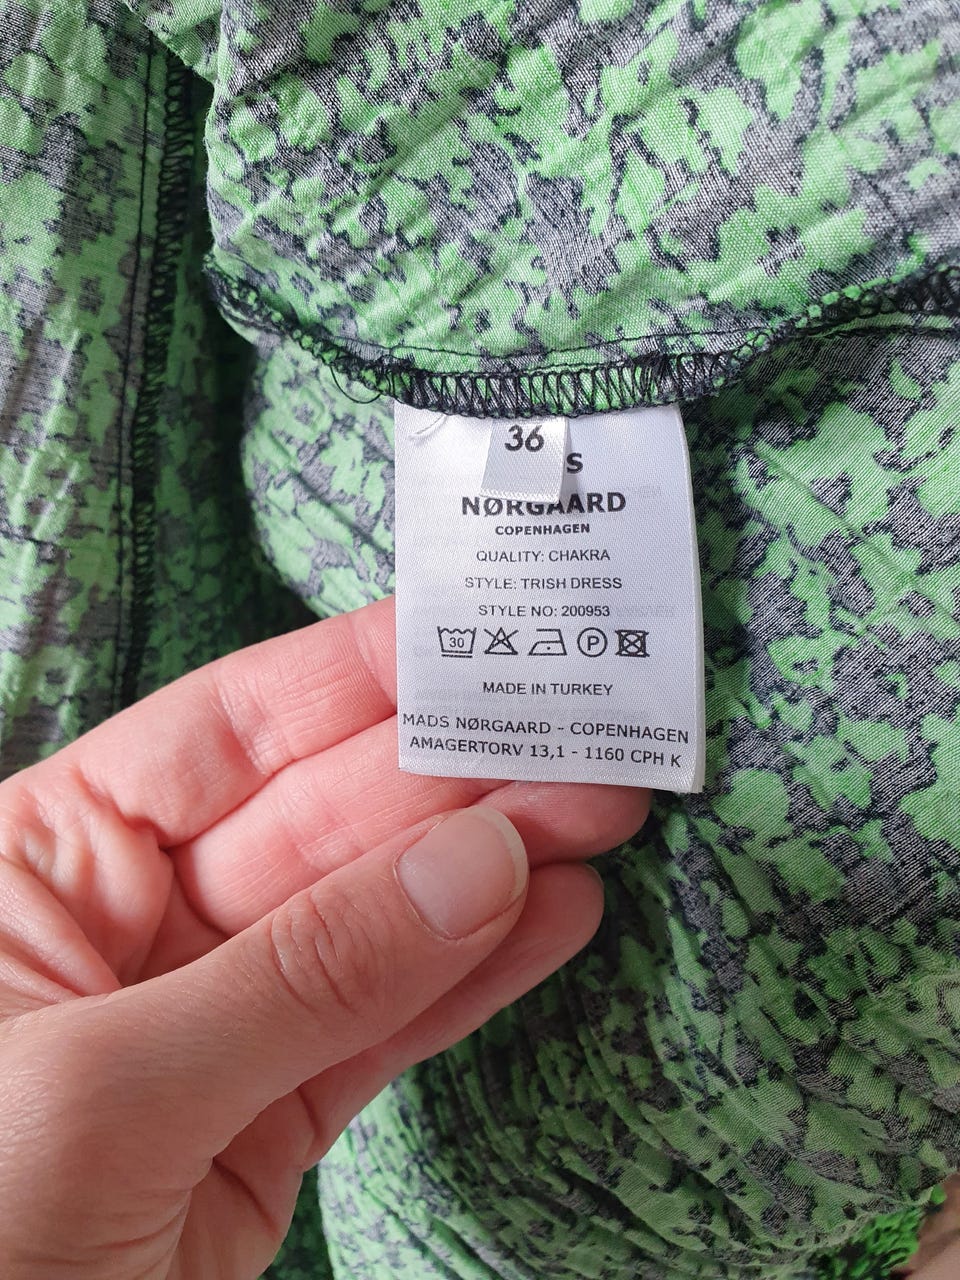 36
S
NØRGAARD
COPENHAGEN
QUALITY: CHAKRA
STYLE: TRISH DRESS
STYLE NO: 200953
30 P
MADE IN TURKEY
MADS NØRGAARD - COPENHAGEN
AMAGERTORV 13,1 - 1160 CPH K